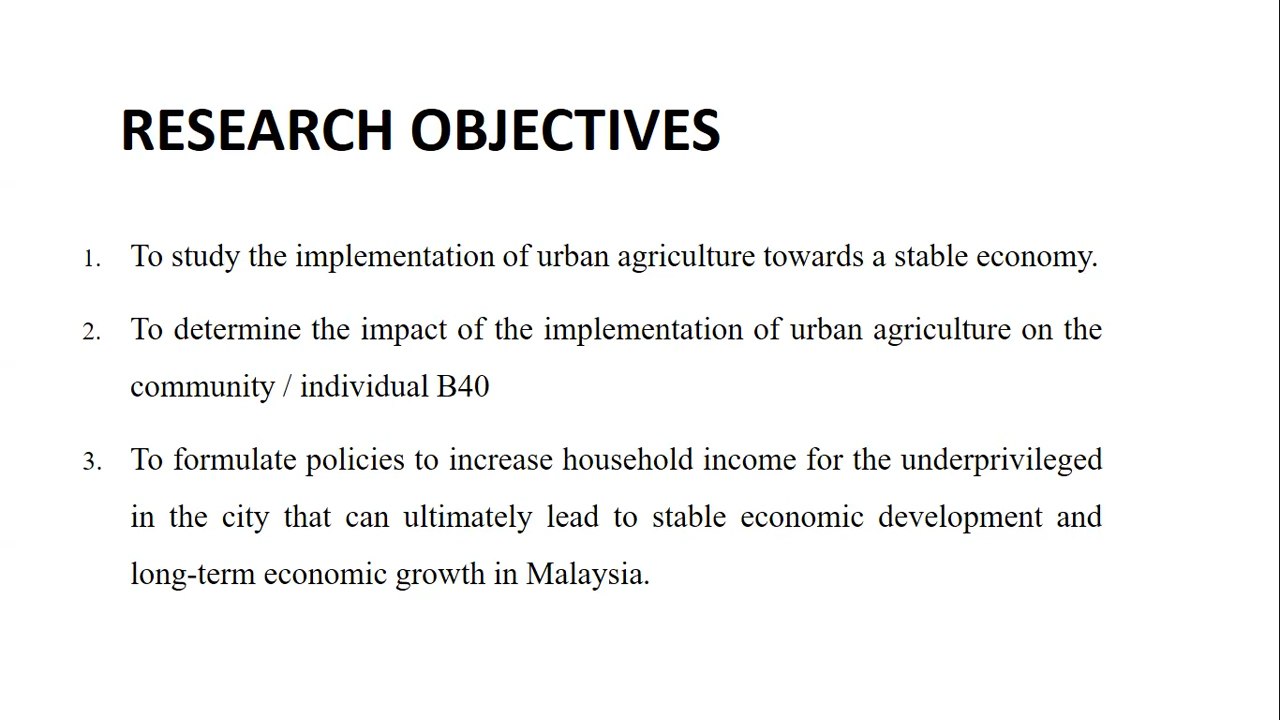 RESEARCH OBJECTIVES
1. To study the implementation of urban agriculture towards a stable economy.
2. To determine the impact of the implementation of urban agriculture on the
community / individual B40
3. To formulate policies to increase household income for the underprivileged
in the city that can ultimately lead to stable economic development and
long-term economic growth in Malaysia.